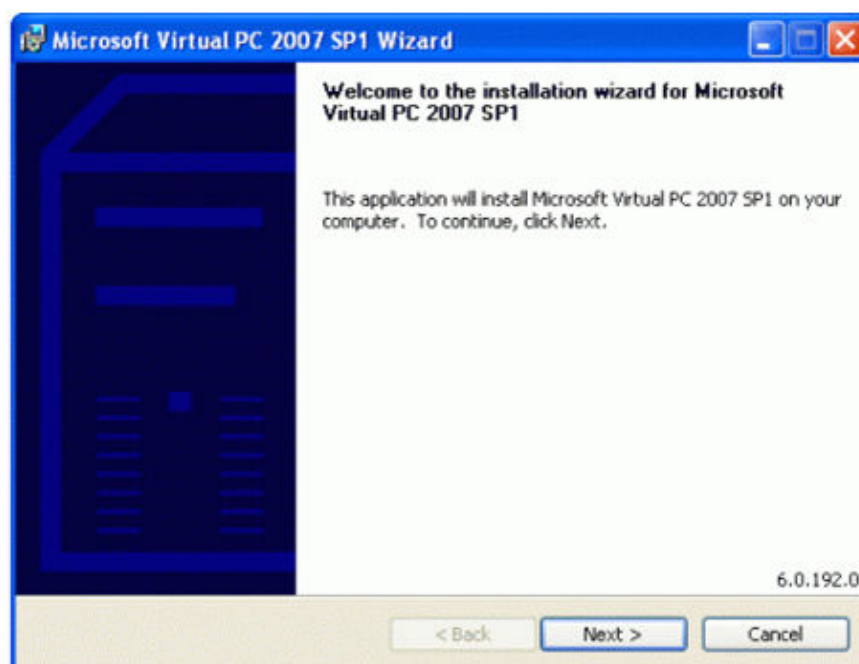 Microsoft Virtual PC 2007 SP1 Wizard
Welcome to the installation wizard for Microsoft
Virtual PC 2007 SP1
This application will install Microsoft Virtual PC 2007 SP1 on your
computer. To continue, click Next.
6.0.192.0
< Back
Next >
Cancel